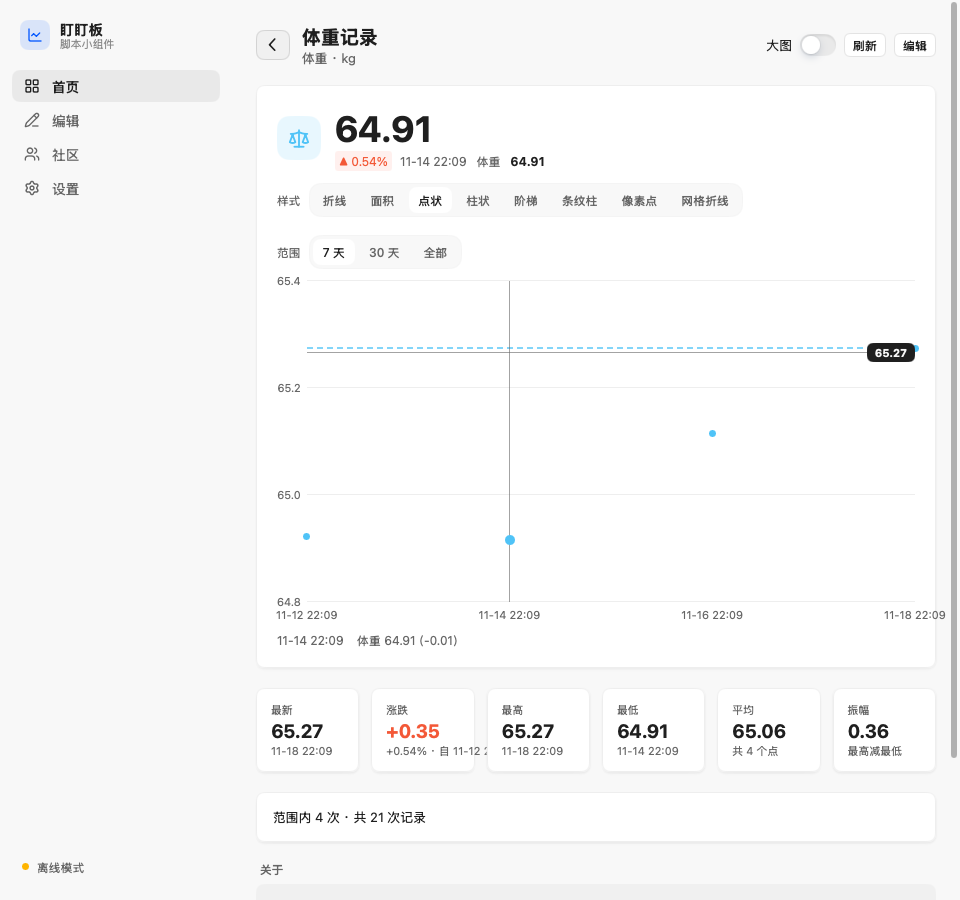 盯盯板
脚本小组件
首页
编辑
社区
设置
离线模式
体重记录
体重 · kg
大图
刷新
编辑
64.91
▲ 0.54% 11-14 22:09 体重 64.91
样式 折线 面积 点状 柱状 阶梯 条纹柱 像素点 网格折线
范围 7 天 30 天 全部
65.4
65.27
65.2
65.0
64.8
11-12 22:09 11-14 22:09 11-16 22:09 11-18 22:09
11-14 22:09 体重 64.91 (-0.01)
最新
65.27
11-18 22:09
涨跌
+0.35
+0.54% · 自 11-12
最高
65.27
11-18 22:09
最低
64.91
11-14 22:09
平均
65.06
共 4 个点
振幅
0.36
最高减最低
范围内 4 次 · 共 21 次记录
关于